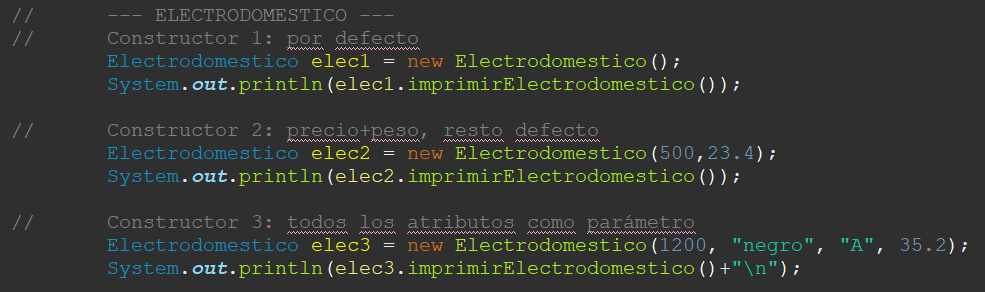 //      --- ELECTRODOMESTICO ---
//      Constructor 1: por defecto
        Electrodomestico elec1 = new Electrodomestico();
        System.out.println(elec1.imprimirElectrodomestico());

//      Constructor 2: precio+peso, resto defecto
        Electrodomestico elec2 = new Electrodomestico(500,23.4);
        System.out.println(elec2.imprimirElectrodomestico());

//      Constructor 3: todos los atributos como parámetro
        Electrodomestico elec3 = new Electrodomestico(1200, "negro", "A", 35.2);
        System.out.println(elec3.imprimirElectrodomestico()+"\n");